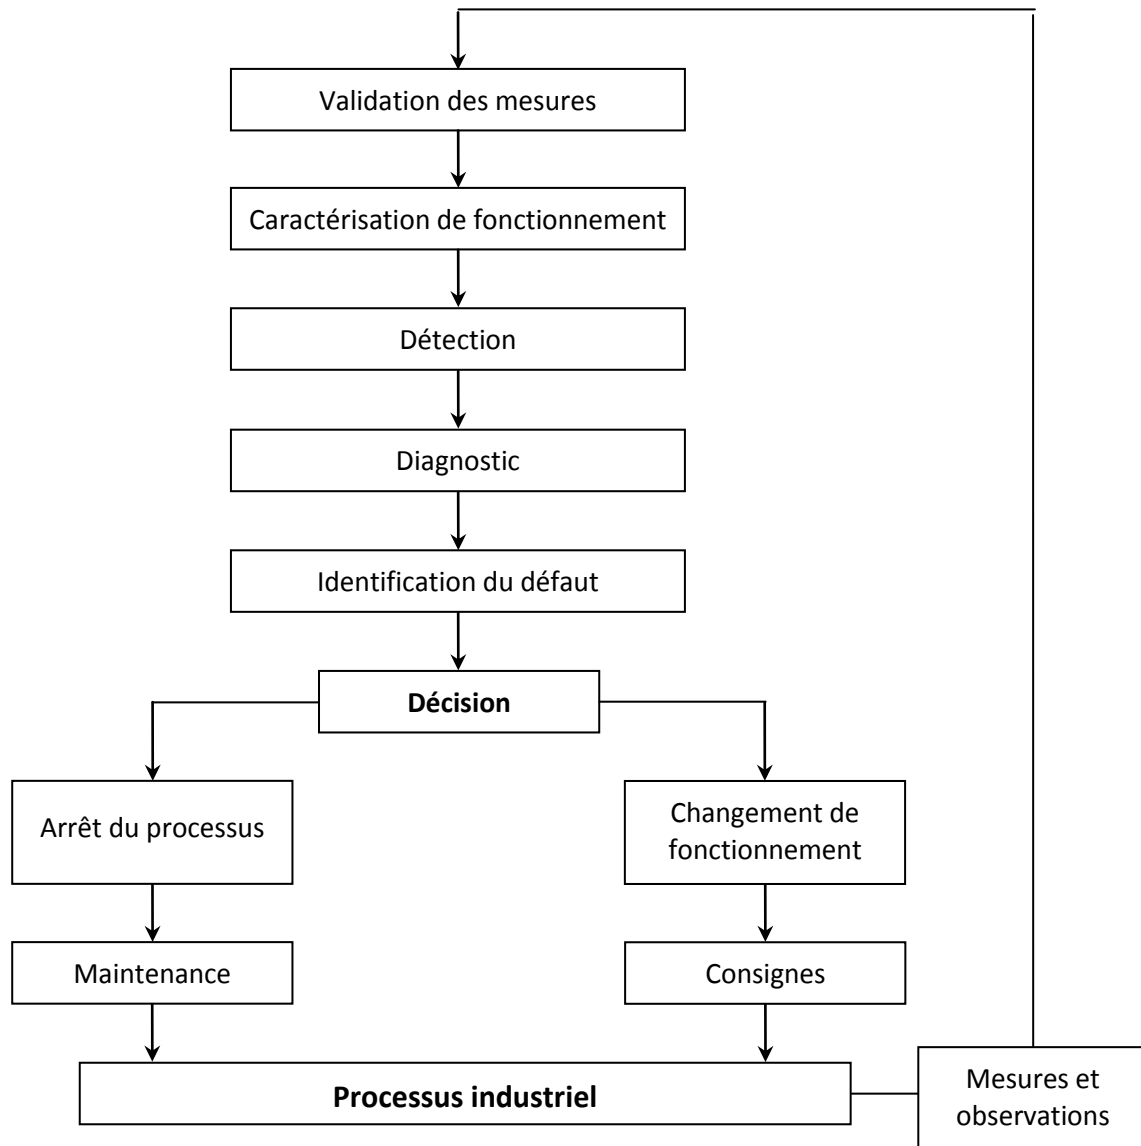 Validation des mesures
Caractérisation de fonctionnement
Détection
Diagnostic
Identification du défaut
Décision
Arrêt du processus
Changement de
fonctionnement
Maintenance
Consignes
Processus industriel
Mesures et
observations